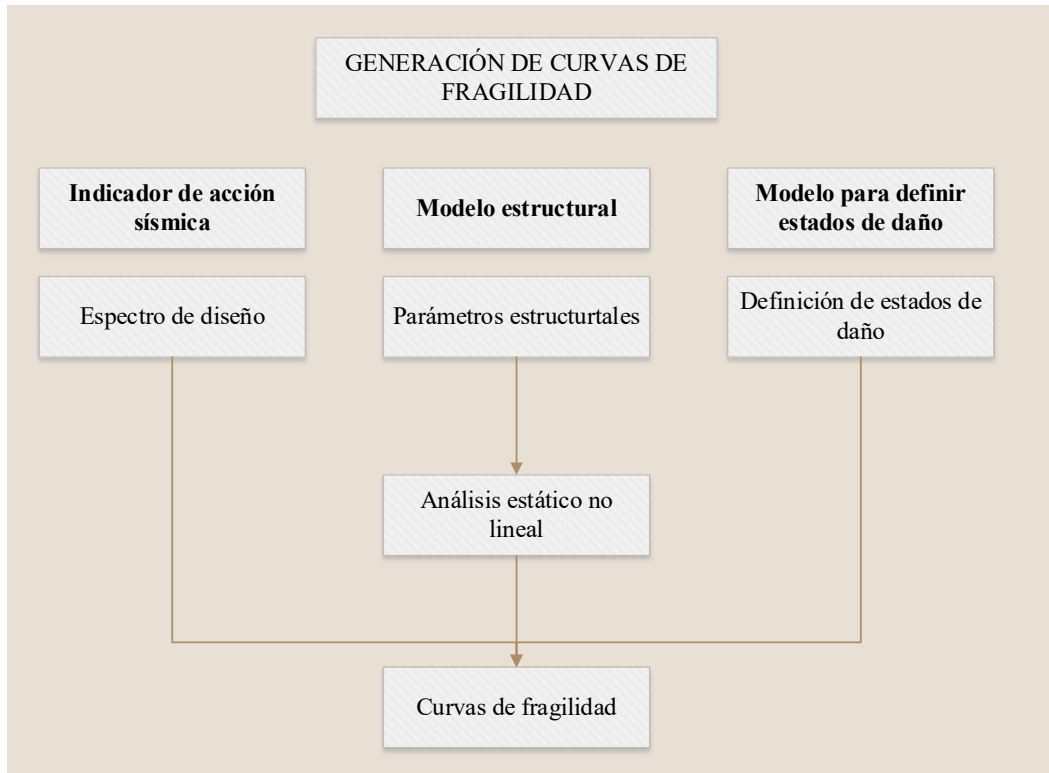 GENERACIÓN DE CURVAS DE
FRAGILIDAD
Indicador de acción
sísmica
Modelo estructural
Modelo para definir
estados de daño
Espectro de diseño
Parámetros estructurtales
Definición de estados de
daño
Análisis estático no
lineal
Curvas de fragilidad